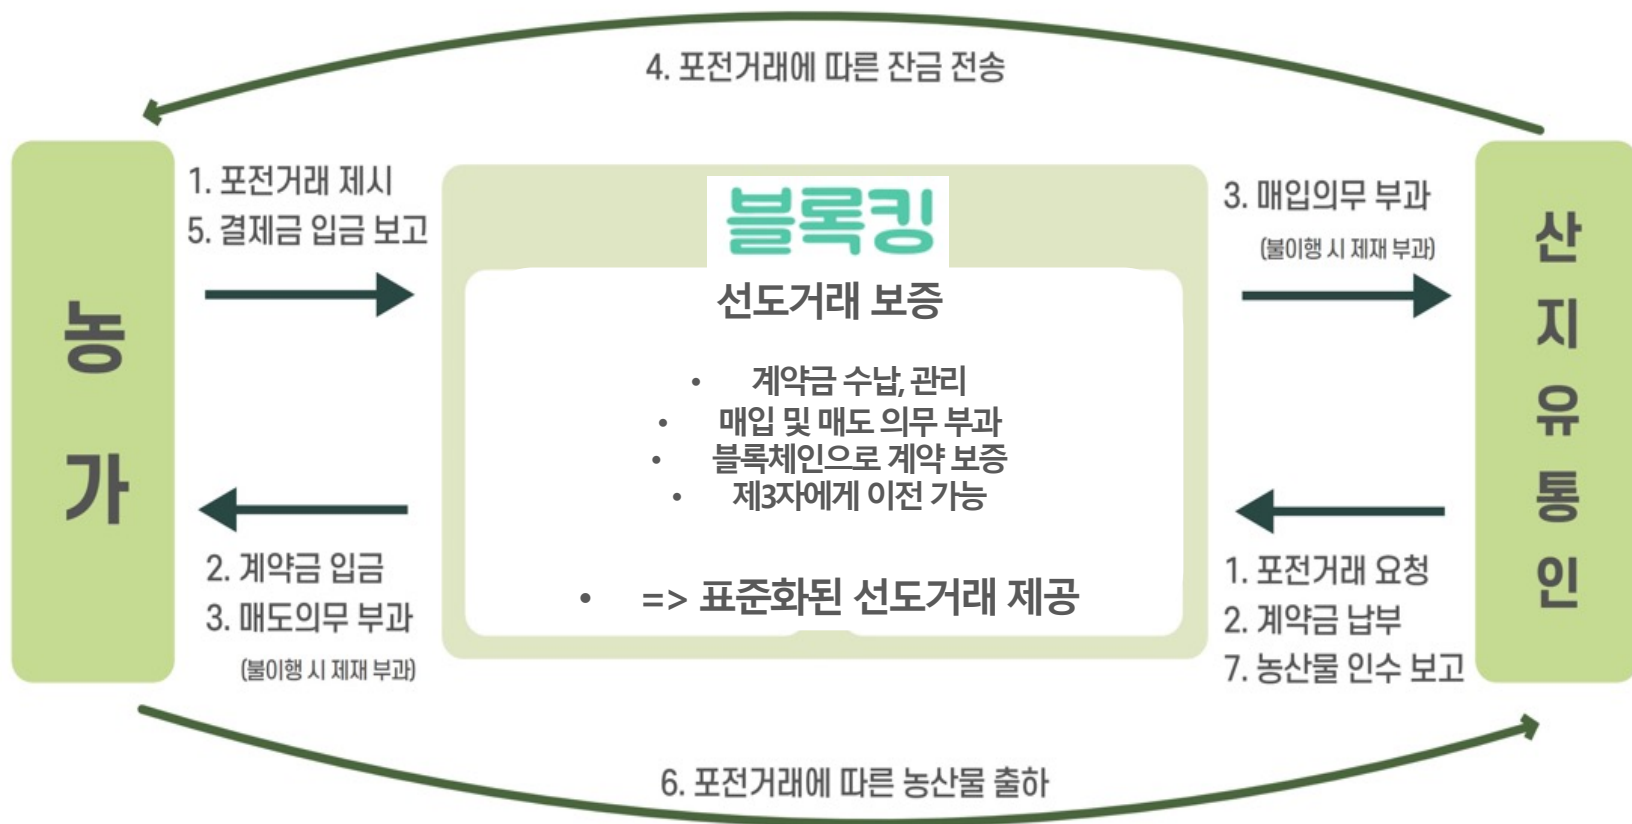 4. 포전거래에 따른 잔금 전송
농가
1. 포전거래 제시
5. 결제금 입금 보고
2. 계약금 입금
3. 매도의무 부과
(불이행 시 제재 부과)
블록킹
선도거래 보증
• 계약금 수납, 관리
• 매입 및 매도 의무 부과
• 블록체인으로 계약 보증
• 제3자에게 이전 가능
• => 표준화된 선도거래 제공
3. 매입의무 부과
(불이행 시 제재 부과)
1. 포전거래 요청
2. 계약금 납부
7. 농산물 인수 보고
산지유통인
6. 포전거래에 따른 농산물 출하